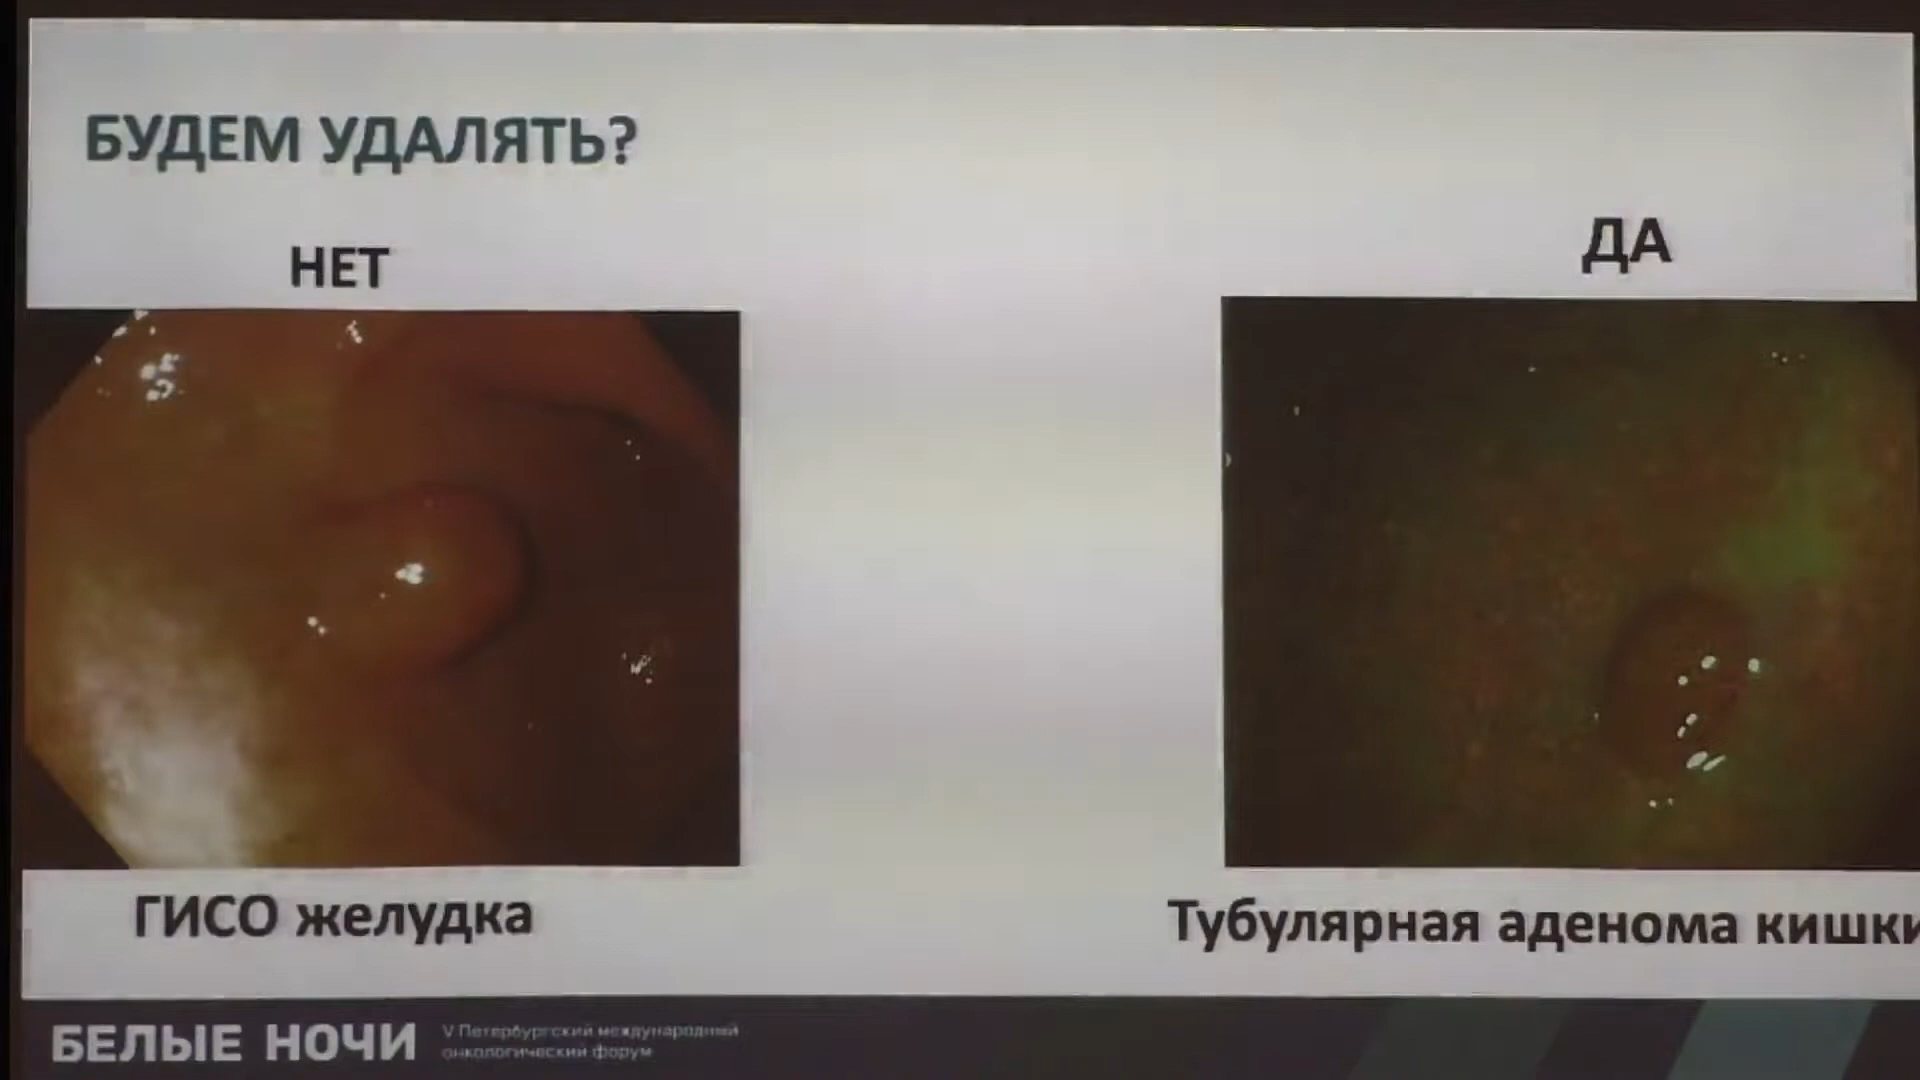 БУДЕМ УДАЛЯТЬ?
НЕТ
ДА
ГИСО желудка
Тубулярная аденома кишки
БЕЛЫЕ НОЧИ
V Петербургский международный
онкологический форум